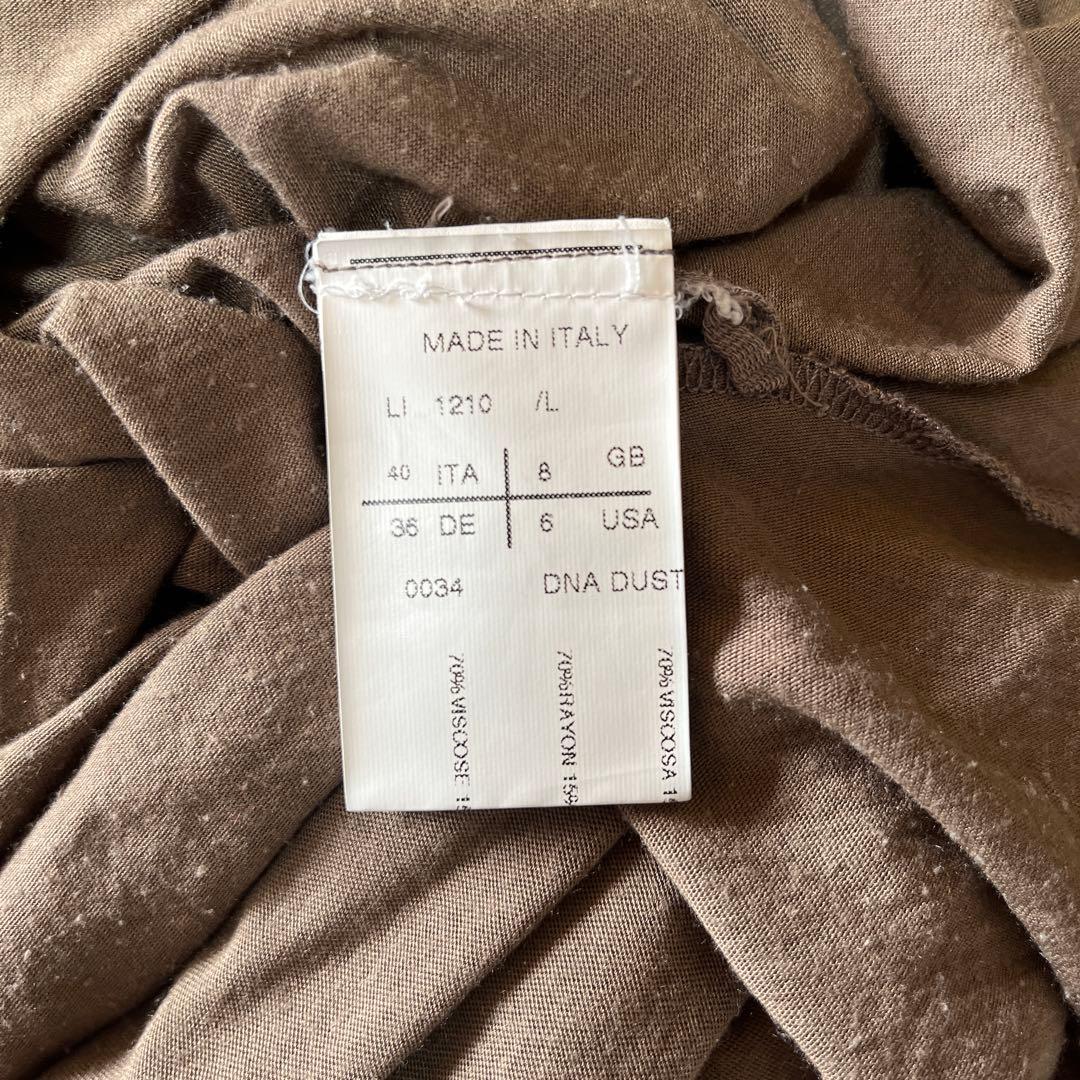 MADE IN ITALY
LI 1210 /L
40 ITA 8 GB
36 DE 6 USA
0034 DNA DUST
70% VISCOSE
70% RAYON 15%
70% VISCOSA